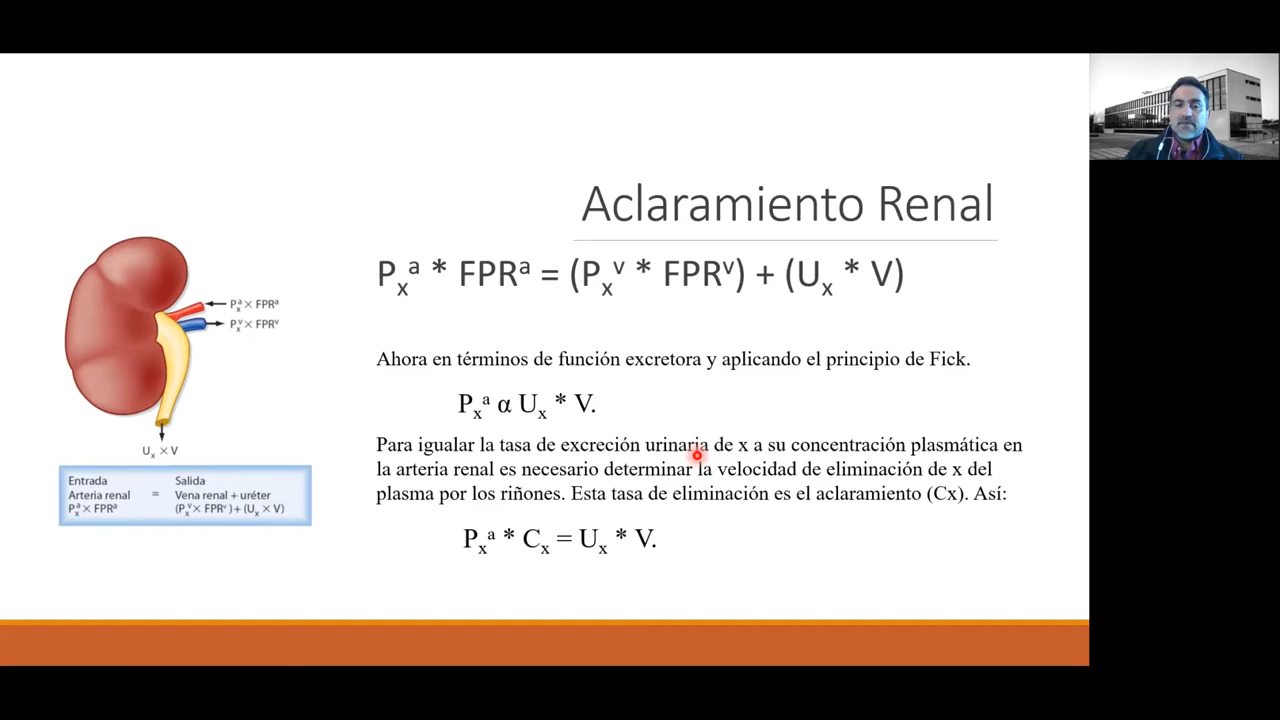 Aclaramiento Renal
Pₓᵃ * FPRᵃ = (Pₓᵛ * FPRᵛ) + (Uₓ * V)
Pₓᵃ × FPRᵃ
Pₓᵛ × FPRᵛ
Uₓ × V
Entrada Salida
Arteria renal = Vena renal + uréter
Pₓᵃ × FPRᵃ (Pₓᵛ × FPRᵛ) + (Uₓ × V)
Ahora en términos de función excretora y aplicando el principio de Fick.
Pₓᵃ α Uₓ * V.
Para igualar la tasa de excreción urinaria de x a su concentración plasmática en
la arteria renal es necesario determinar la velocidad de eliminación de x del
plasma por los riñones. Esta tasa de eliminación es el aclaramiento (Cx). Así:
Pₓᵃ * Cₓ = Uₓ * V.